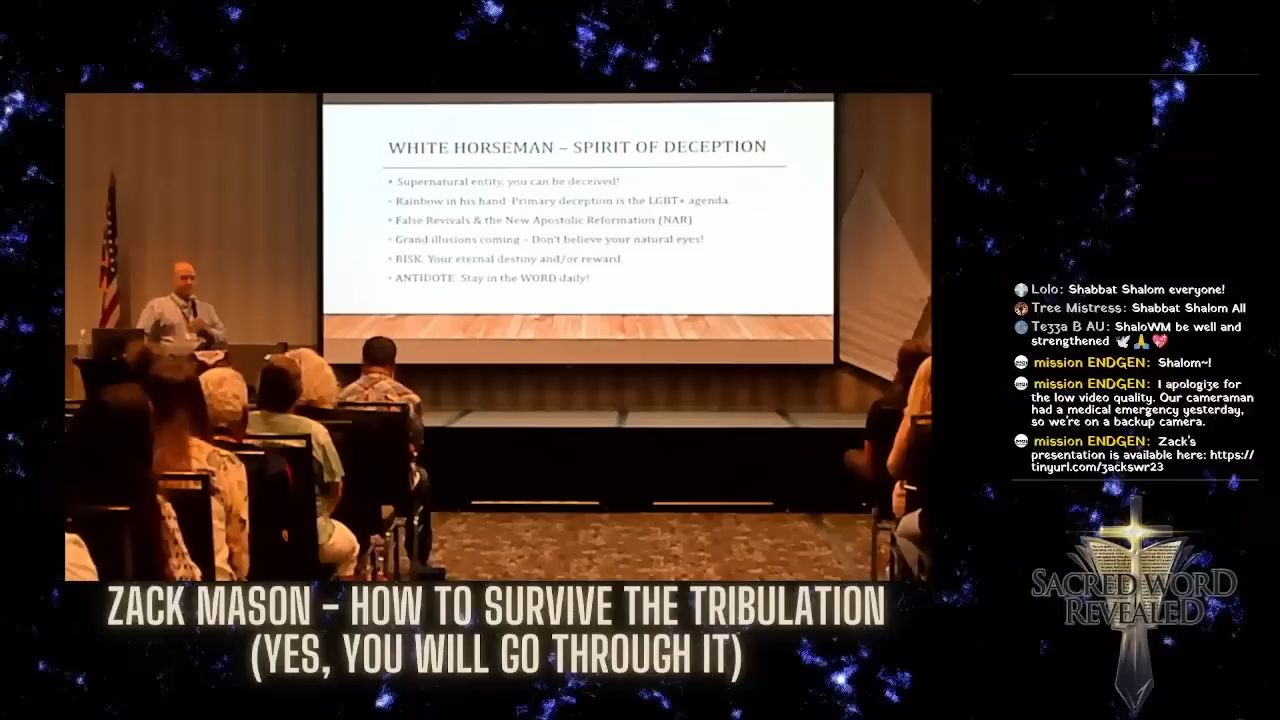 WHITE HORSEMAN – SPIRIT OF DECEPTION
• Supernatural entity, you can be deceived!
• Rainbow in his hand. Primary deception is the LGBT+ agenda.
• False Revivals & the New Apostolic Reformation (NAR)
• Grand illusions coming – Don't believe your natural eyes!
• RISK: Your eternal destiny and/or reward
• ANTIDOTE: Stay in the WORD daily!
Lolo: Shabbat Shalom everyone!
Tree Mistress: Shabbat Shalom All
Tezza B AU: ShaloWM be well and
strengthened 🕊️🙏💖
mission ENDGEN: Shalom~!
mission ENDGEN: I apologize for
the low video quality. Our cameraman
had a medical emergency yesterday,
so we're on a backup camera.
mission ENDGEN: Zack's
presentation is available here: https://
tinyurl.com/zackswr23
SACRED WORD
REVEALED
ZACK MASON – HOW TO SURVIVE THE TRIBULATION
(YES, YOU WILL GO THROUGH IT)